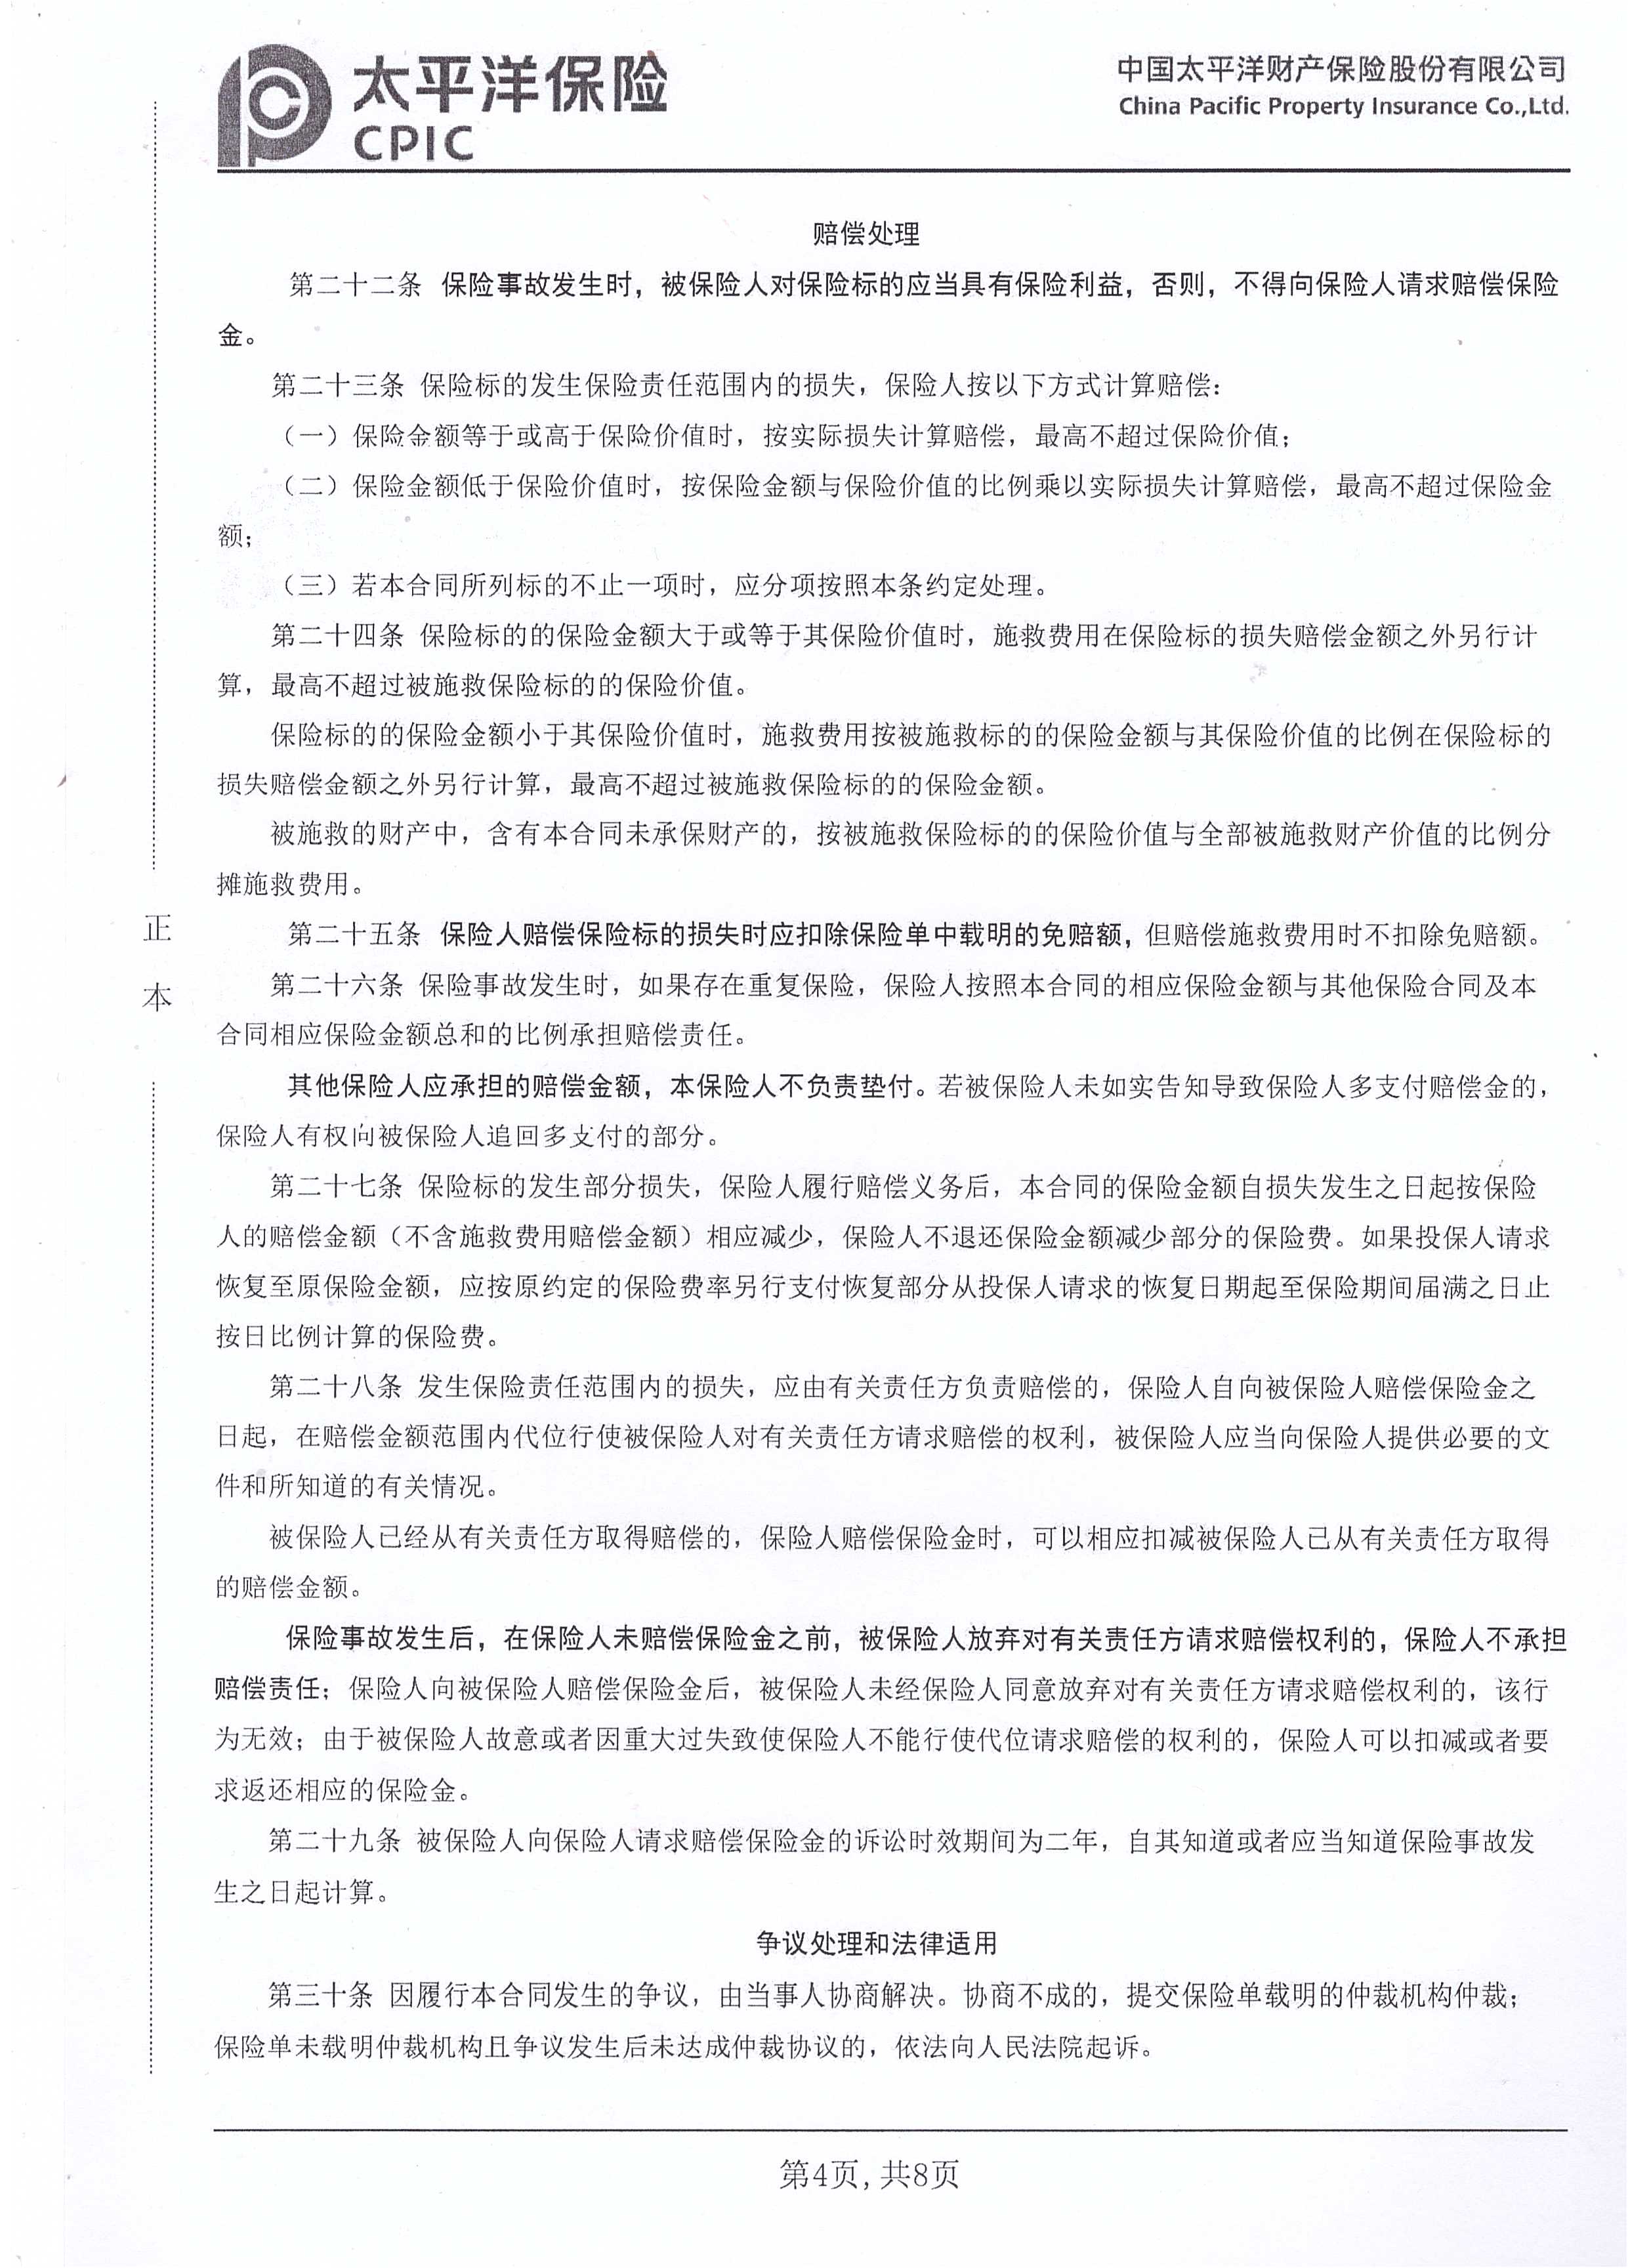 太平洋保险
CPIC
中国太平洋财产保险股份有限公司
China Pacific Property Insurance Co.,Ltd.
赔偿处理
第二十二条 保险事故发生时，被保险人对保险标的应当具有保险利益，否则，不得向保险人请求赔偿保险
金。
第二十三条 保险标的发生保险责任范围内的损失，保险人按以下方式计算赔偿：
（一）保险金额等于或高于保险价值时，按实际损失计算赔偿，最高不超过保险价值；
（二）保险金额低于保险价值时，按保险金额与保险价值的比例乘以实际损失计算赔偿，最高不超过保险金
额；
（三）若本合同所列标的不止一项时，应分项按照本条约定处理。
第二十四条 保险标的的保险金额大于或等于其保险价值时，施救费用在保险标的损失赔偿金额之外另行计
算，最高不超过被施救保险标的的保险价值。
保险标的的保险金额小于其保险价值时，施救费用按被施救标的的保险金额与其保险价值的比例在保险标的
损失赔偿金额之外另行计算，最高不超过被施救保险标的的保险金额。
被施救的财产中，含有本合同未承保财产的，按被施救保险标的的保险价值与全部被施救财产价值的比例分
摊施救费用。
第二十五条 保险人赔偿保险标的损失时应扣除保险单中载明的免赔额，但赔偿施救费用时不扣除免赔额。
第二十六条 保险事故发生时，如果存在重复保险，保险人按照本合同的相应保险金额与其他保险合同及本
合同相应保险金额总和的比例承担赔偿责任。
其他保险人应承担的赔偿金额，本保险人不负责垫付。若被保险人未如实告知导致保险人多支付赔偿金的，
保险人有权向被保险人追回多支付的部分。
第二十七条 保险标的发生部分损失，保险人履行赔偿义务后，本合同的保险金额自损失发生之日起按保险
人的赔偿金额（不含施救费用赔偿金额）相应减少，保险人不退还保险金额减少部分的保险费。如果投保人请求
恢复至原保险金额，应按原约定的保险费率另行支付恢复部分从投保人请求的恢复日期起至保险期间届满之日止
按日比例计算的保险费。
第二十八条 发生保险责任范围内的损失，应由有关责任方负责赔偿的，保险人自向被保险人赔偿保险金之
日起，在赔偿金额范围内代位行使被保险人对有关责任方请求赔偿的权利，被保险人应当向保险人提供必要的文
件和所知道的有关情况。
被保险人已经从有关责任方取得赔偿的，保险人赔偿保险金时，可以相应扣减被保险人已从有关责任方取得
的赔偿金额。
保险事故发生后，在保险人未赔偿保险金之前，被保险人放弃对有关责任方请求赔偿权利的，保险人不承担
赔偿责任；保险人向被保险人赔偿保险金后，被保险人未经保险人同意放弃对有关责任方请求赔偿权利的，该行
为无效；由于被保险人故意或者因重大过失致使保险人不能行使代位请求赔偿的权利的，保险人可以扣减或者要
求返还相应的保险金。
第二十九条 被保险人向保险人请求赔偿保险金的诉讼时效期间为二年，自其知道或者应当知道保险事故发
生之日起计算。
争议处理和法律适用
第三十条 因履行本合同发生的争议，由当事人协商解决。协商不成的，提交保险单载明的仲裁机构仲裁；
保险单未载明仲裁机构且争议发生后未达成仲裁协议的，依法向人民法院起诉。
正
本
第4页，共8页